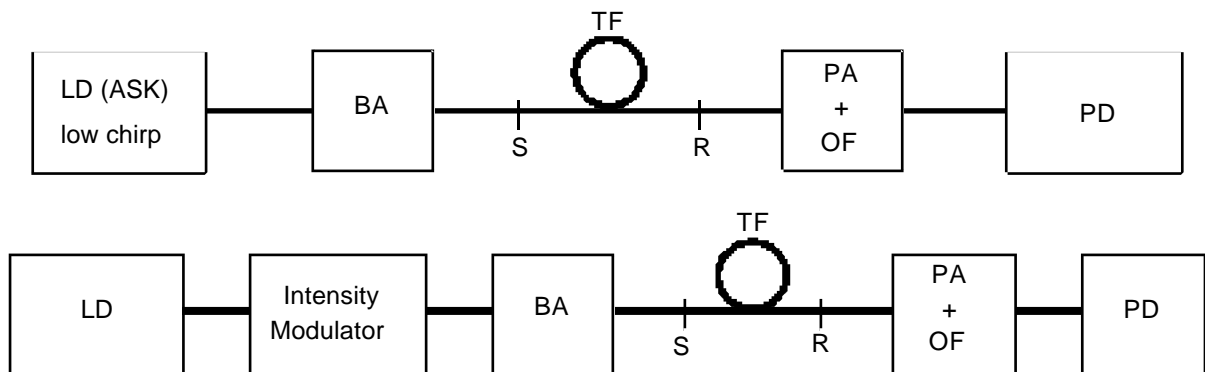 TF
LD (ASK)
low chirp
BA
S
R
PA
+
OF
PD
TF
LD
Intensity
Modulator
BA
S
R
PA
+
OF
PD